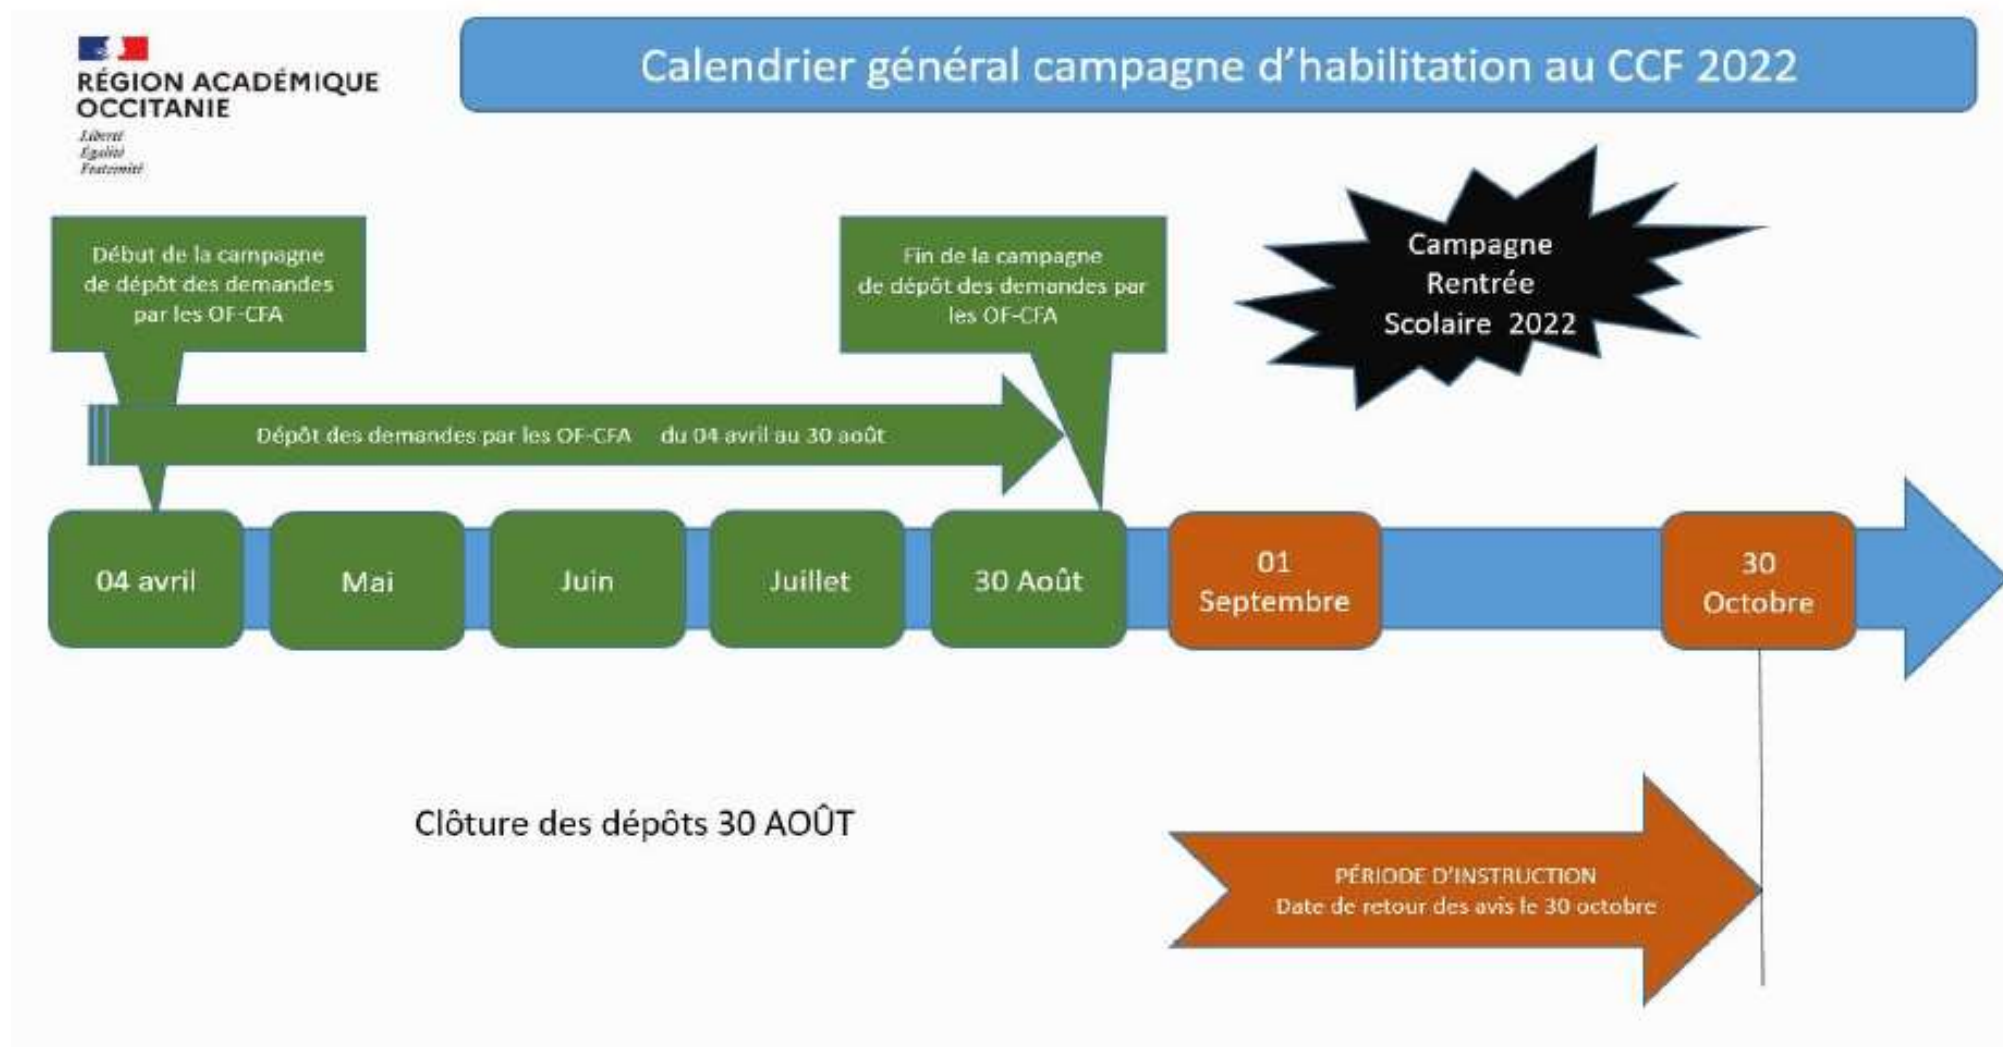 RÉGION ACADÉMIQUE
OCCITANIE
Liberté
Égalité
Fraternité
Calendrier général campagne d’habilitation au CCF 2022
Début de la campagne
de dépôt des demandes
par les OF-CFA
Fin de la campagne
de dépôt des demandes par
les OF-CFA
Campagne
Rentrée
Scolaire 2022
Dépôt des demandes par les OF-CFA du 04 avril au 30 août
04 avril
Mai
Juin
Juillet
30 Août
01
Septembre
30
Octobre
Clôture des dépôts 30 AOÛT
PÉRIODE D’INSTRUCTION
Date de retour des avis le 30 octobre